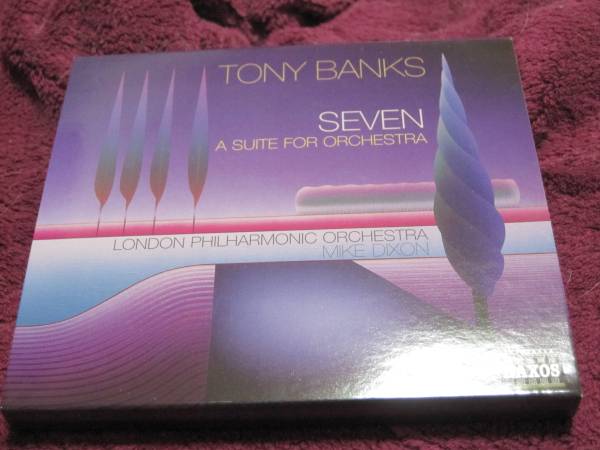 TONY BANKS
SEVEN
A SUITE FOR ORCHESTRA
LONDON PHILHARMONIC ORCHESTRA
MIKE DIXON
NAXOS